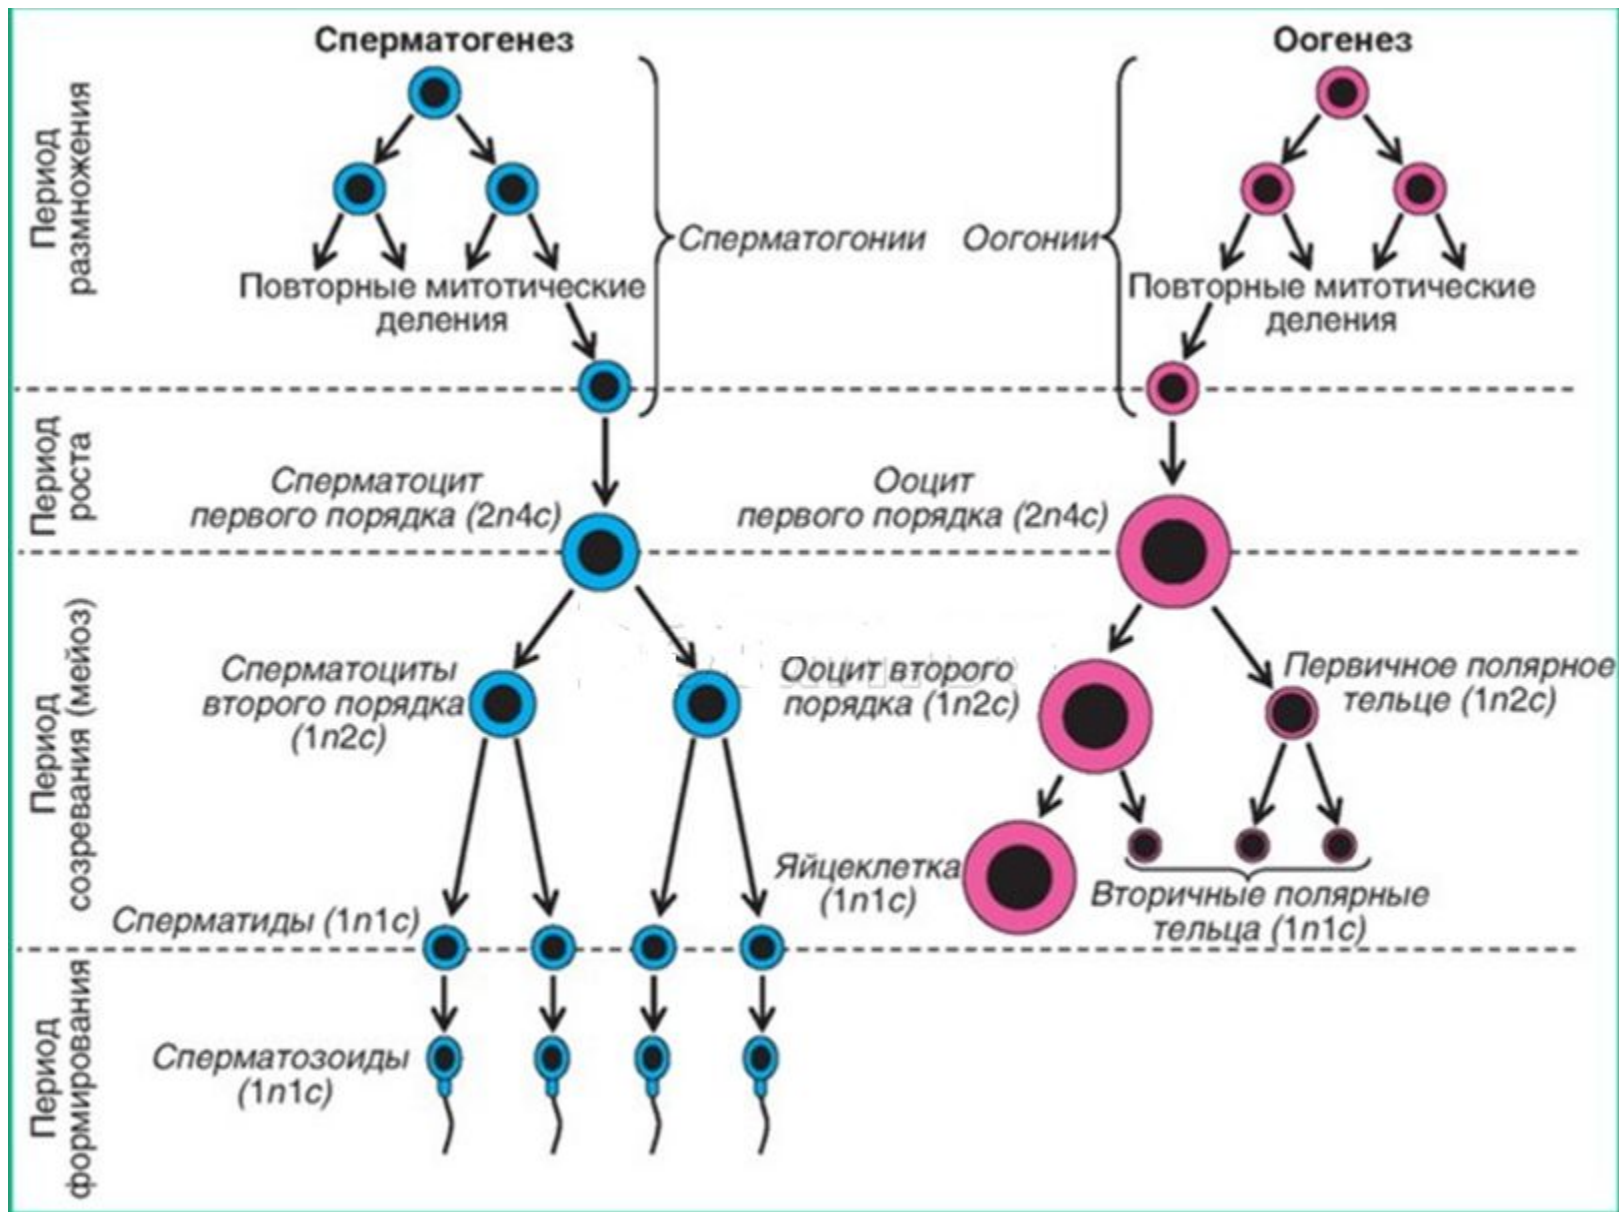 Сперматогенез
Оогенез
Период
размножения
Сперматогонии
Оогонии
Повторные митотические
деления
Повторные митотические
деления
Период
роста
Сперматоцит
первого порядка (2n4c)
Ооцит
первого порядка (2n4c)
Период
созревания (мейоз)
Сперматоциты
второго порядка
(1n2c)
Ооцит второго
порядка (1n2c)
Первичное полярное
тельце (1n2c)
Сперматиды (1n1c)
Яйцеклетка
(1n1c)
Вторичные полярные
тельца (1n1c)
Период
формирования
Сперматозоиды
(1n1c)